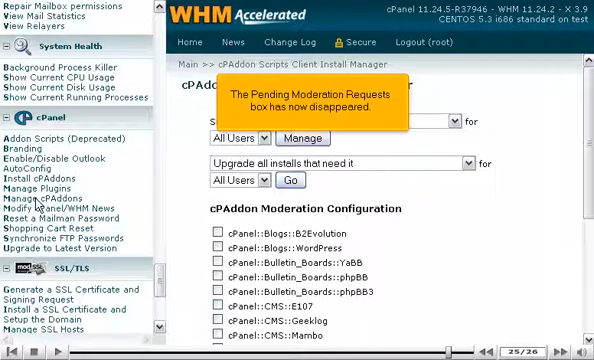 Repair Mailbox permissions
View Mail Statistics
View Relayers
System Health
Background Process Killer
Show Current CPU Usage
Show Current Disk Usage
Show Current Running Processes
cPanel
Addon Scripts (Deprecated)
Branding
Enable/Disable Outlook
AutoConfig
Install cPAddons
Manage Plugins
Manage cPAddons
Modify cPanel/WHM News
Reset a Mailman Password
Shopping Cart Reset
Synchronize FTP Passwords
Upgrade to Latest Version
SSL/TLS
Generate a SSL Certificate and
Signing Request
Install a SSL Certificate and
Setup the Domain
Manage SSL Hosts
WHM Accelerated
cPanel 11.24.5-R37946 - WHM 11.24.2 - X 3.9
CENTOS 5.3 i686 standard on test
Home News Change Log Secure Logout (root)
Main >> cPAddon Scripts Client Install Manager
The Pending Moderation Requests
box has now disappeared.
for
All Users Manage
Upgrade all installs that need it for
All Users Go
cPAddon Moderation Configuration
cPanel::Blogs::B2Evolution
cPanel::Blogs::WordPress
cPanel::Bulletin_Boards::YaBB
cPanel::Bulletin_Boards::phpBB
cPanel::Bulletin_Boards::phpBB3
cPanel::CMS::E107
cPanel::CMS::Geeklog
cPanel::CMS::Mambo
25/26